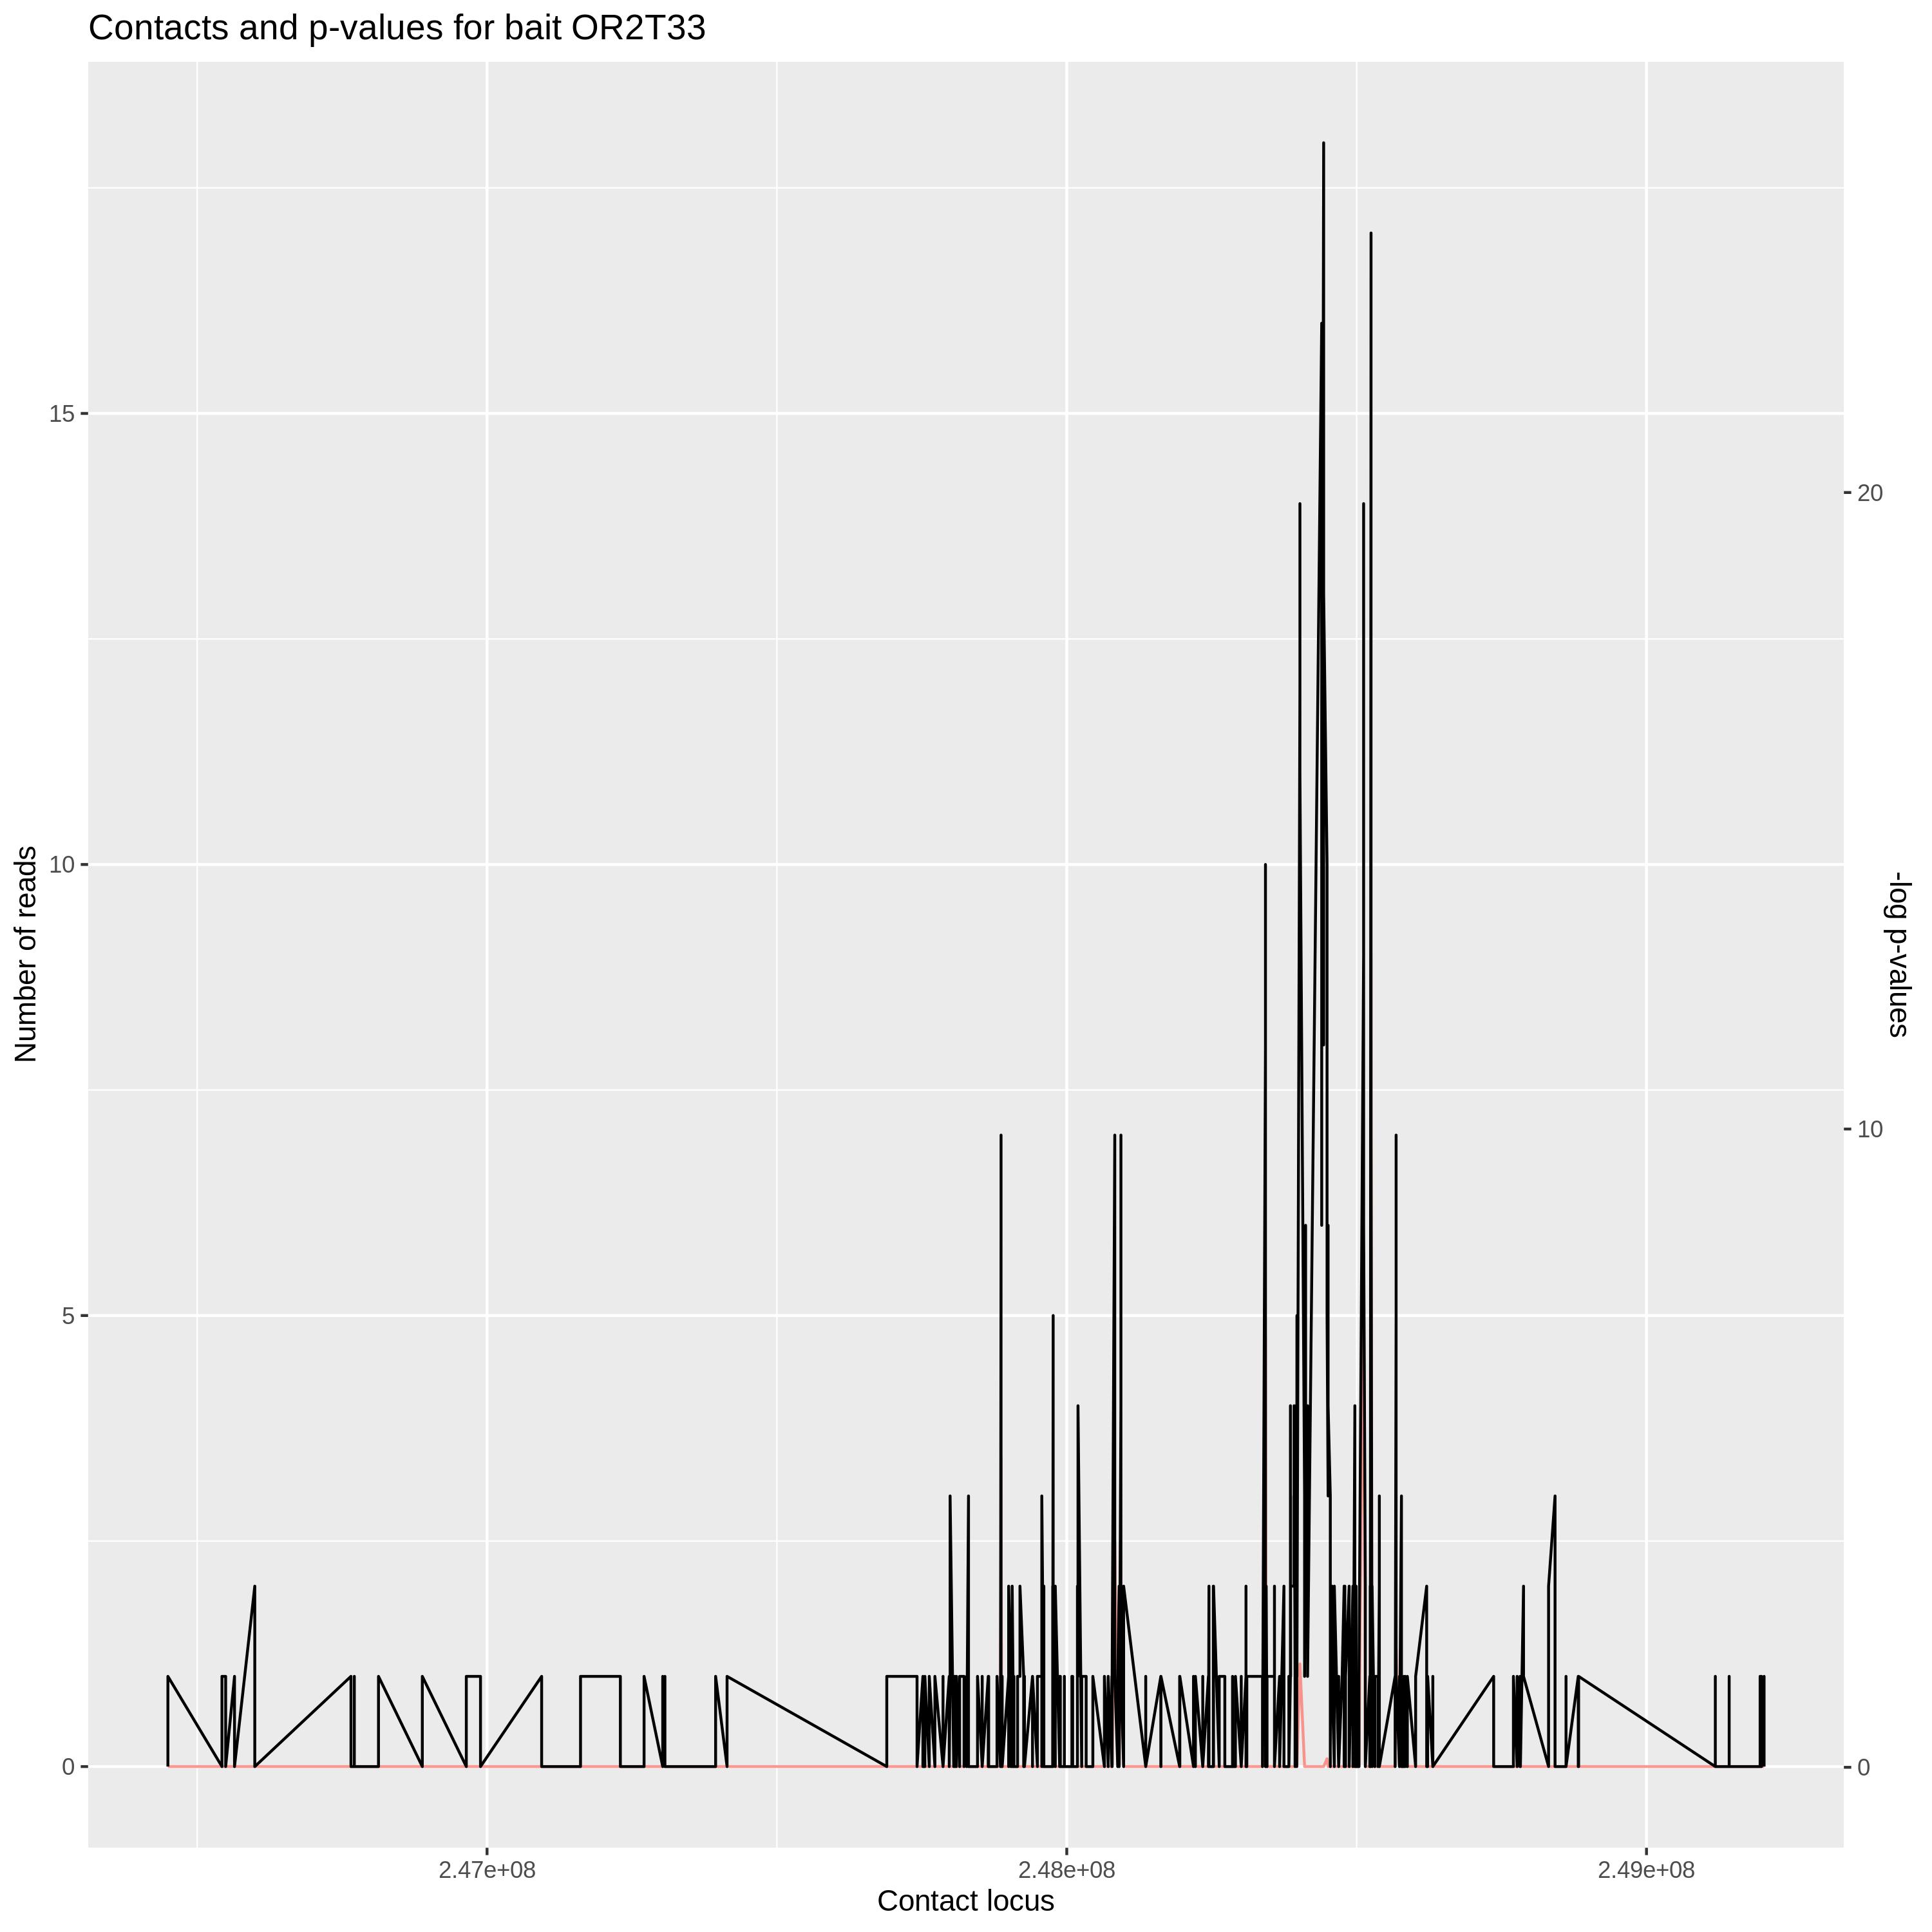 Contacts and p-values for bait OR2T33
15
10
5
0
Number of reads
20
10
0
-log p-values
2.47e+08 2.48e+08 2.49e+08
Contact locus